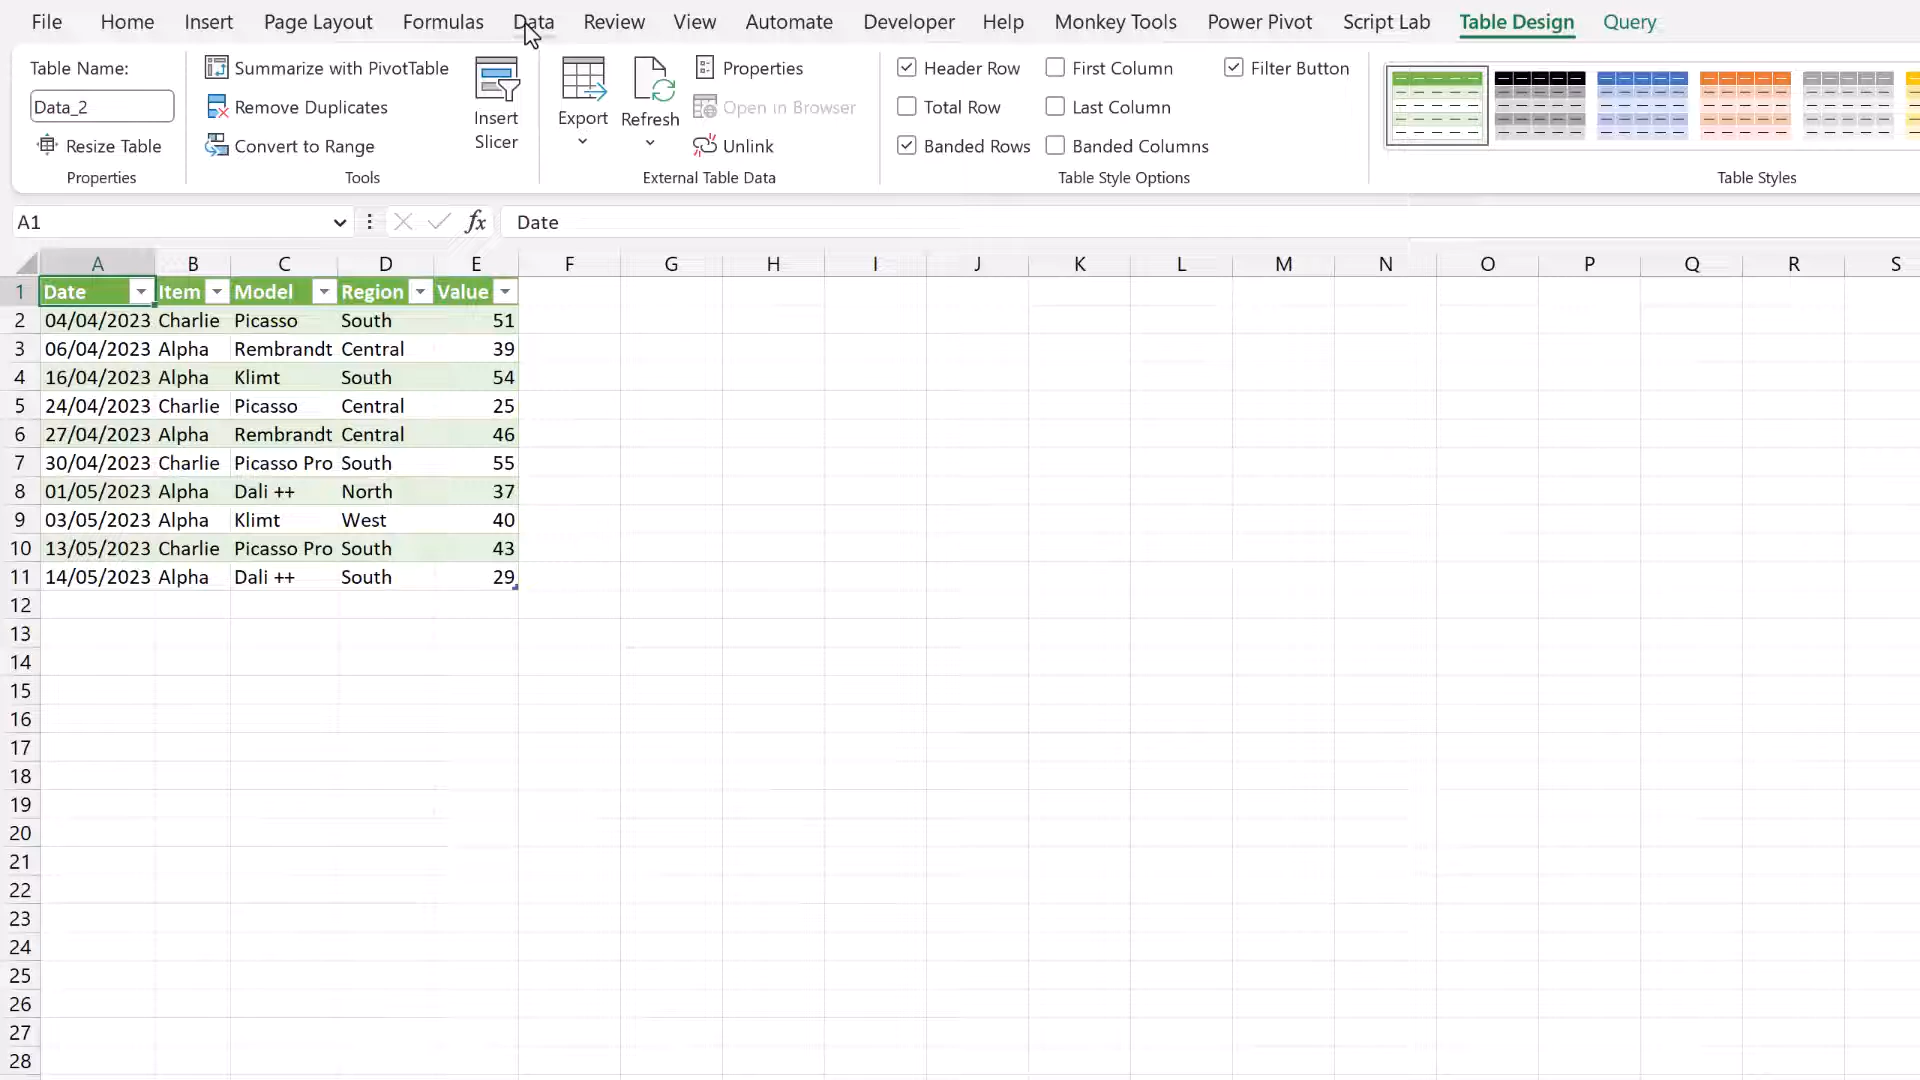 File Home Insert Page Layout Formulas Data Review View Automate Developer Help Monkey Tools Power Pivot Script Lab Table Design Query
Table Name:
Data_2
Resize Table
Properties
Summarize with PivotTable
Remove Duplicates
Convert to Range
Insert
Slicer
Tools
Export
Refresh
Properties
Open in Browser
Unlink
External Table Data
Header Row
Total Row
Banded Rows
First Column
Last Column
Banded Columns
Filter Button
Table Style Options
Table Styles
A1 fx Date
A B C D E F G H I J K L M N O P Q R S
1 Date Item Model Region Value
2 04/04/2023 Charlie Picasso South 51
3 06/04/2023 Alpha Rembrandt Central 39
4 16/04/2023 Alpha Klimt South 54
5 24/04/2023 Charlie Picasso Central 25
6 27/04/2023 Alpha Rembrandt Central 46
7 30/04/2023 Charlie Picasso Pro South 55
8 01/05/2023 Alpha Dali ++ North 37
9 03/05/2023 Alpha Klimt West 40
10 13/05/2023 Charlie Picasso Pro South 43
11 14/05/2023 Alpha Dali ++ South 29
12
13
14
15
16
17
18
19
20
21
22
23
24
25
26
27
28